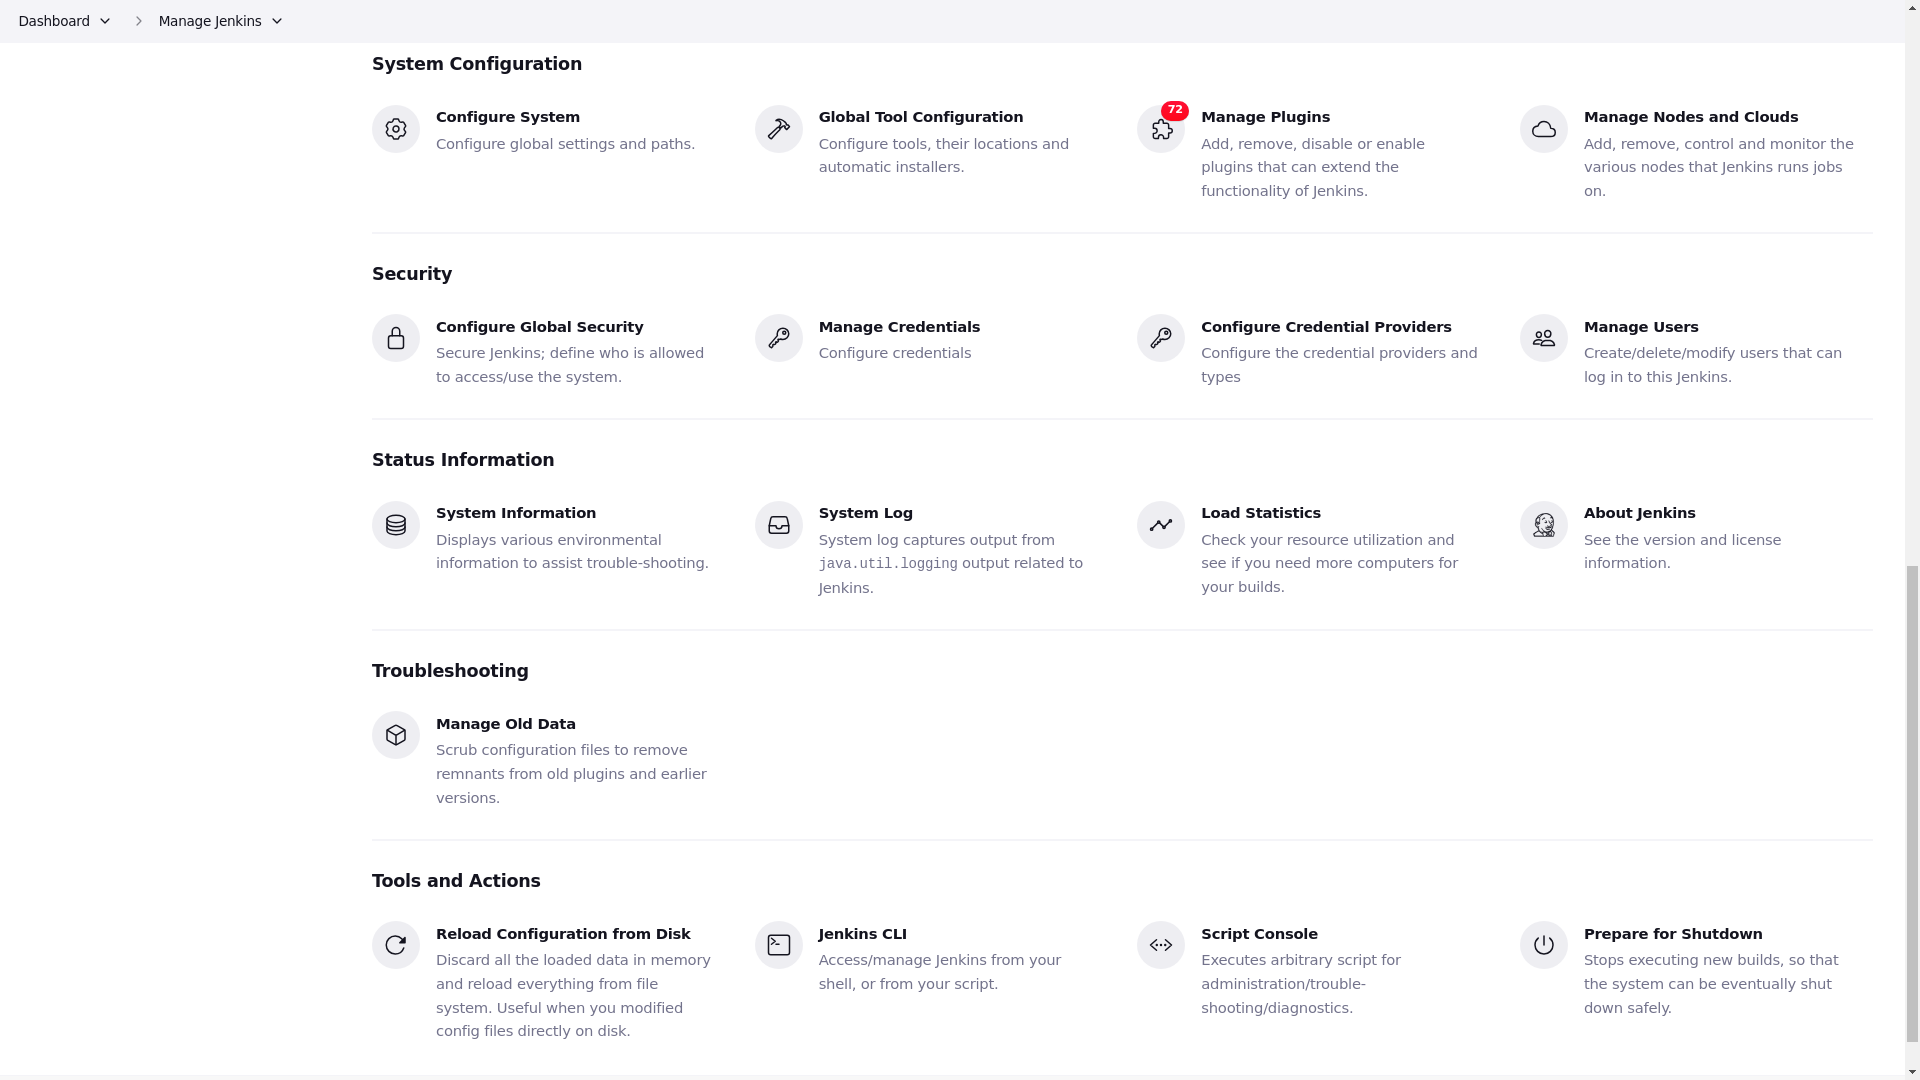 Dashboard
Manage Jenkins
System Configuration
Configure System
Configure global settings and paths.
Global Tool Configuration
Configure tools, their locations and
automatic installers.
72
Manage Plugins
Add, remove, disable or enable
plugins that can extend the
functionality of Jenkins.
Manage Nodes and Clouds
Add, remove, control and monitor the
various nodes that Jenkins runs jobs
on.
Security
Configure Global Security
Secure Jenkins; define who is allowed
to access/use the system.
Manage Credentials
Configure credentials
Configure Credential Providers
Configure the credential providers and
types
Manage Users
Create/delete/modify users that can
log in to this Jenkins.
Status Information
System Information
Displays various environmental
information to assist trouble-shooting.
System Log
System log captures output from
java.util.logging output related to
Jenkins.
Load Statistics
Check your resource utilization and
see if you need more computers for
your builds.
About Jenkins
See the version and license
information.
Troubleshooting
Manage Old Data
Scrub configuration files to remove
remnants from old plugins and earlier
versions.
Tools and Actions
Reload Configuration from Disk
Discard all the loaded data in memory
and reload everything from file
system. Useful when you modified
config files directly on disk.
Jenkins CLI
Access/manage Jenkins from your
shell, or from your script.
Script Console
Executes arbitrary script for
administration/trouble-
shooting/diagnostics.
Prepare for Shutdown
Stops executing new builds, so that
the system can be eventually shut
down safely.